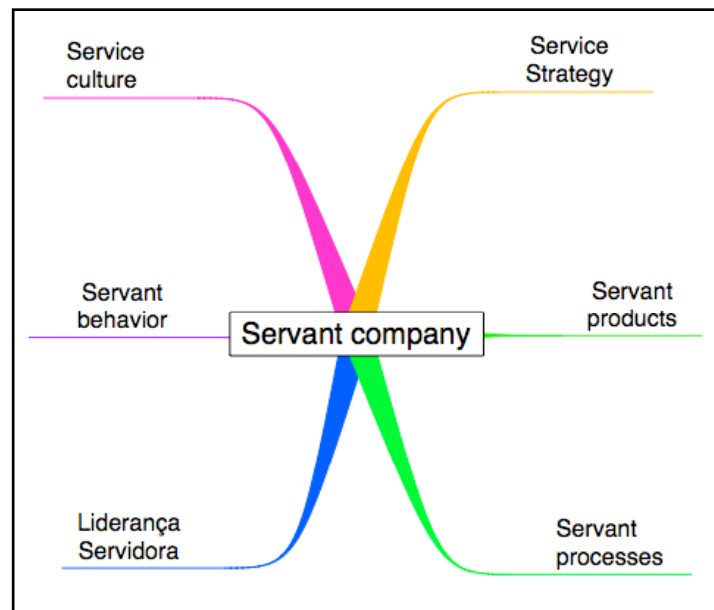 Service
culture
Service
Strategy
Servant
behavior
Servant company
Servant
products
Liderança
Servidora
Servant
processes